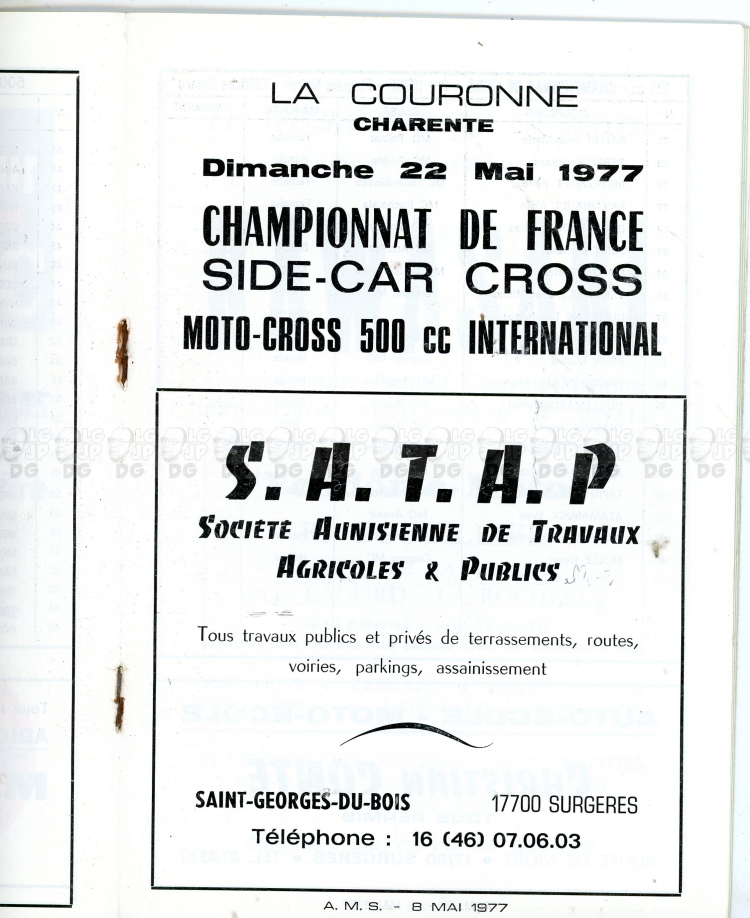 LA COURONNE
CHARENTE
Dimanche 22 Mai 1977
CHAMPIONNAT DE FRANCE
SIDE-CAR CROSS
MOTO-CROSS 500 cc INTERNATIONAL
S. A. T. A. P
SOCIÉTÉ AUNISIENNE DE TRAVAUX
AGRICOLES & PUBLICS
Tous travaux publics et privés de terrassements, routes,
voiries, parkings, assainissement
SAINT-GEORGES-DU-BOIS 17700 SURGERES
Téléphone : 16 (46) 07.06.03
A. M. S. - 8 MAI 1977